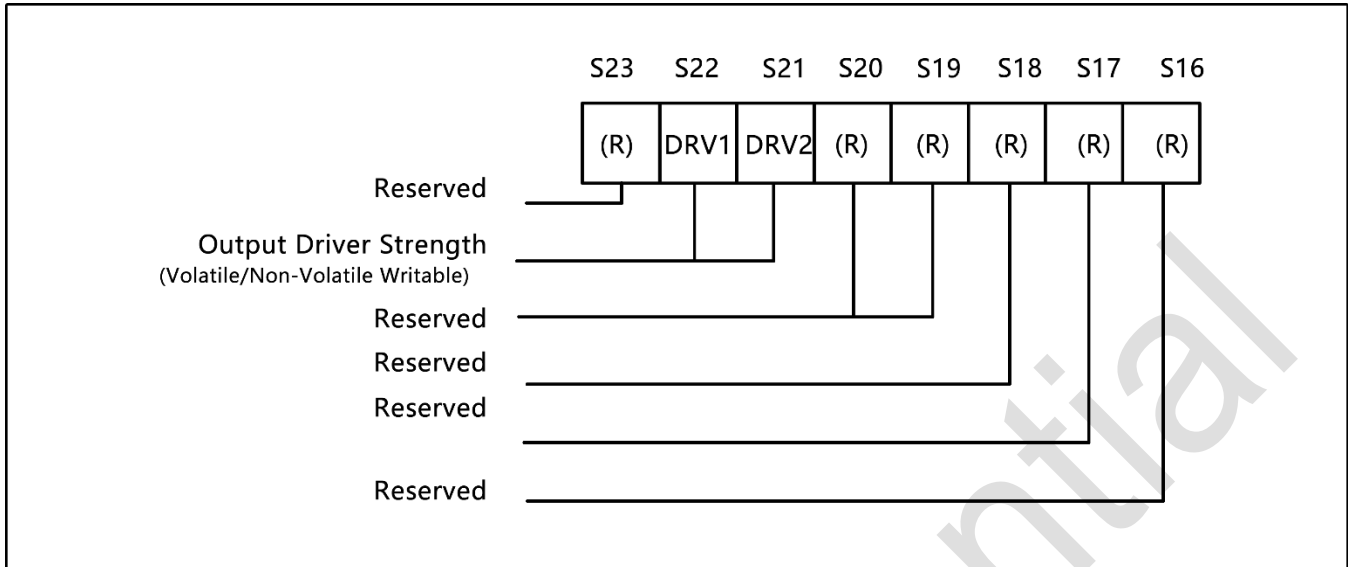 S23 S22 S21 S20 S19 S18 S17 S16
(R) DRV1 DRV2 (R) (R) (R) (R) (R)
Reserved
Output Driver Strength
(Volatile/Non-Volatile Writable)
Reserved
Reserved
Reserved
Reserved
ntial